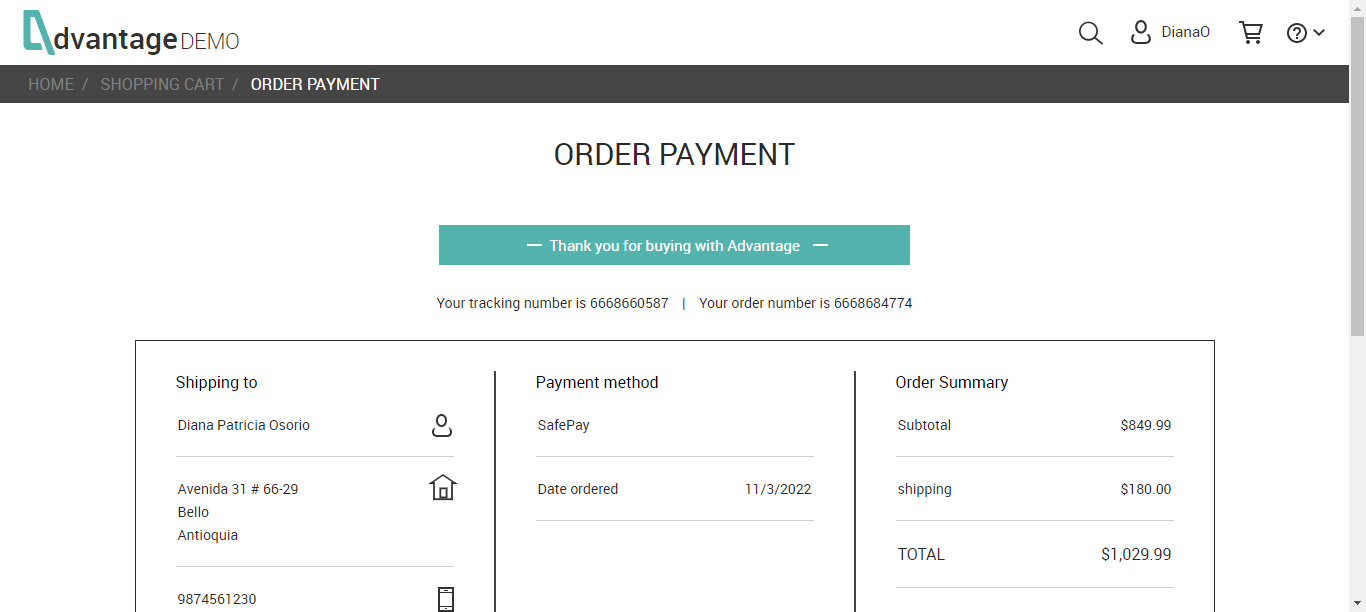 dvantage DEMO
DianaO
HOME / SHOPPING CART / ORDER PAYMENT
ORDER PAYMENT
— Thank you for buying with Advantage —
Your tracking number is 6668660587 | Your order number is 6668684774
Shipping to
Diana Patricia Osorio
Avenida 31 # 66-29
Bello
Antioquia
9874561230
Payment method
SafePay
Date ordered 11/3/2022
Order Summary
Subtotal $849.99
shipping $180.00
TOTAL $1,029.99